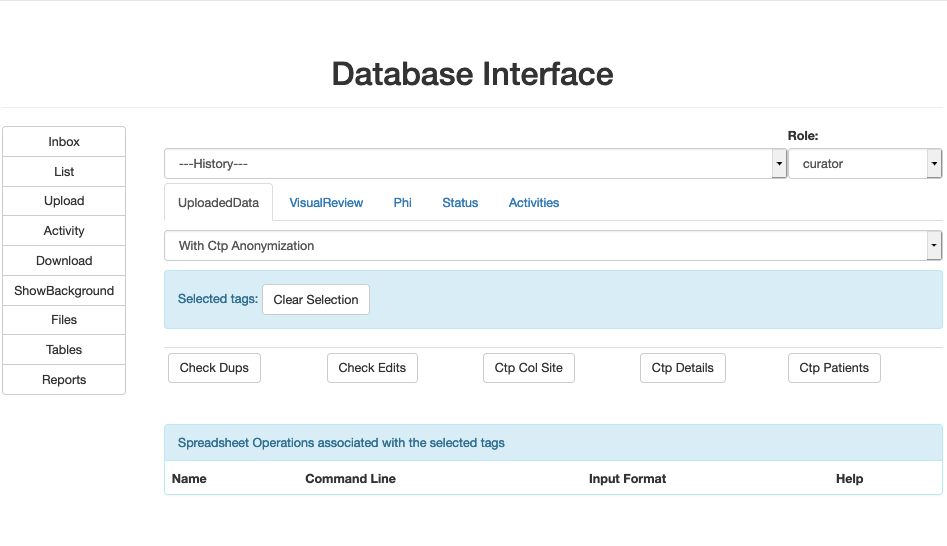 Database Interface
Inbox
List
Upload
Activity
Download
ShowBackground
Files
Tables
Reports
Role:
---History---
curator
UploadedData VisualReview Phi Status Activities
With Ctp Anonymization
Selected tags: Clear Selection
Check Dups Check Edits Ctp Col Site Ctp Details Ctp Patients
Spreadsheet Operations associated with the selected tags
Name Command Line Input Format Help